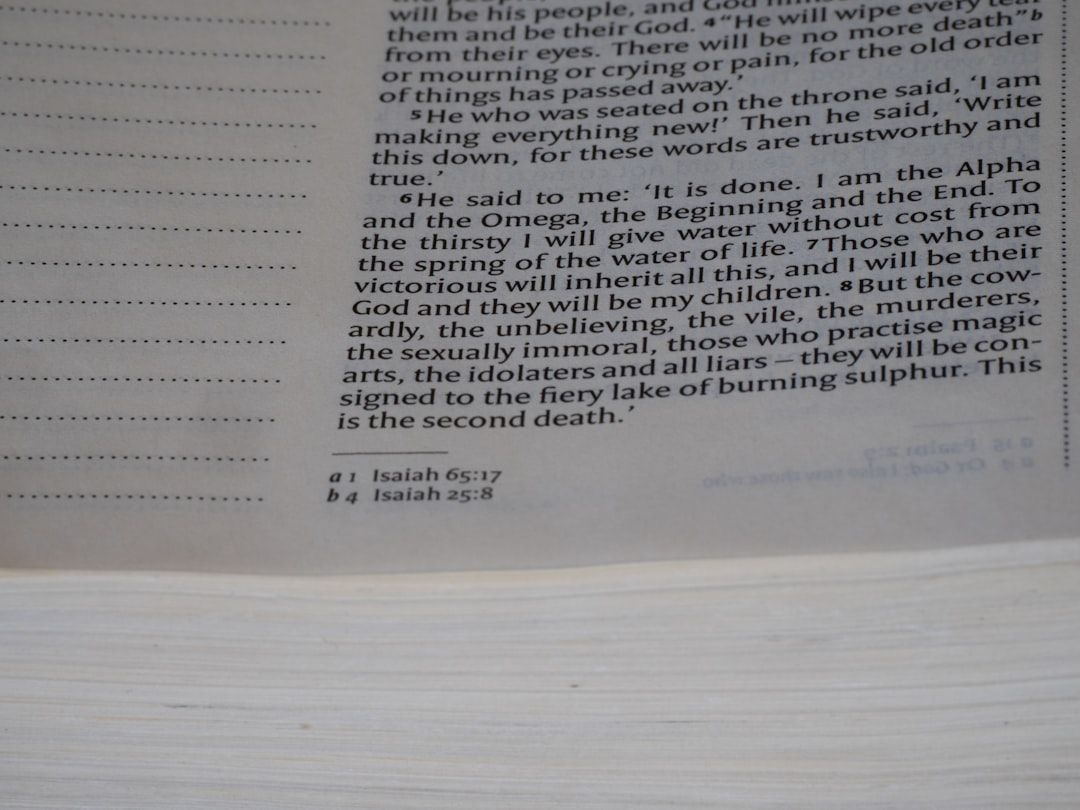 will be his people, and God
them and be their God. 4“He will wipe every tear
from their eyes. There will be no more death”b
or mourning or crying or pain, for the old order
of things has passed away.’
5He who was seated on the throne said, ‘I am
making everything new!’ Then he said, ‘Write
this down, for these words are trustworthy and
true.’
6He said to me: ‘It is done. I am the Alpha
and the Omega, the Beginning and the End. To
the thirsty I will give water without cost from
the spring of the water of life. 7Those who are
victorious will inherit all this, and I will be their
God and they will be my children. 8But the cow-
ardly, the unbelieving, the vile, the murderers,
the sexually immoral, those who practise magic
arts, the idolaters and all liars – they will be con-
signed to the fiery lake of burning sulphur. This
is the second death.’
a 1 Isaiah 65:17
b 4 Isaiah 25:8